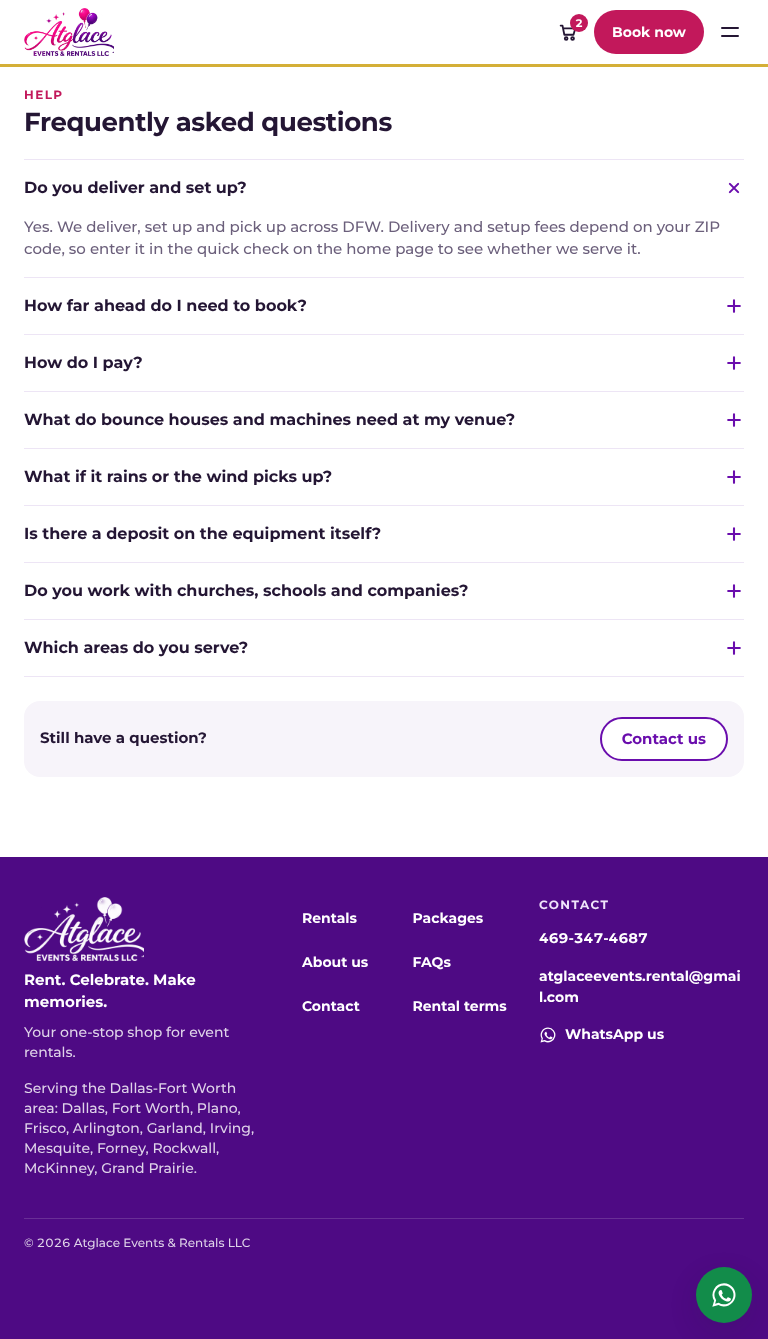 Atglace
EVENTS & RENTALS LLC
2
Book now
HELP
Frequently asked questions
Do you deliver and set up?
Yes. We deliver, set up and pick up across DFW. Delivery and setup fees depend on your ZIP
code, so enter it in the quick check on the home page to see whether we serve it.
How far ahead do I need to book?
How do I pay?
What do bounce houses and machines need at my venue?
What if it rains or the wind picks up?
Is there a deposit on the equipment itself?
Do you work with churches, schools and companies?
Which areas do you serve?
Still have a question?
Contact us
Atglace
EVENTS & RENTALS LLC
Rent. Celebrate. Make
memories.
Your one-stop shop for event
rentals.
Serving the Dallas-Fort Worth
area: Dallas, Fort Worth, Plano,
Frisco, Arlington, Garland, Irving,
Mesquite, Forney, Rockwall,
McKinney, Grand Prairie.
Rentals
Packages
About us
FAQs
Contact
Rental terms
CONTACT
469-347-4687
atglaceevents.rental@gmai
l.com
WhatsApp us
© 2026 Atglace Events & Rentals LLC